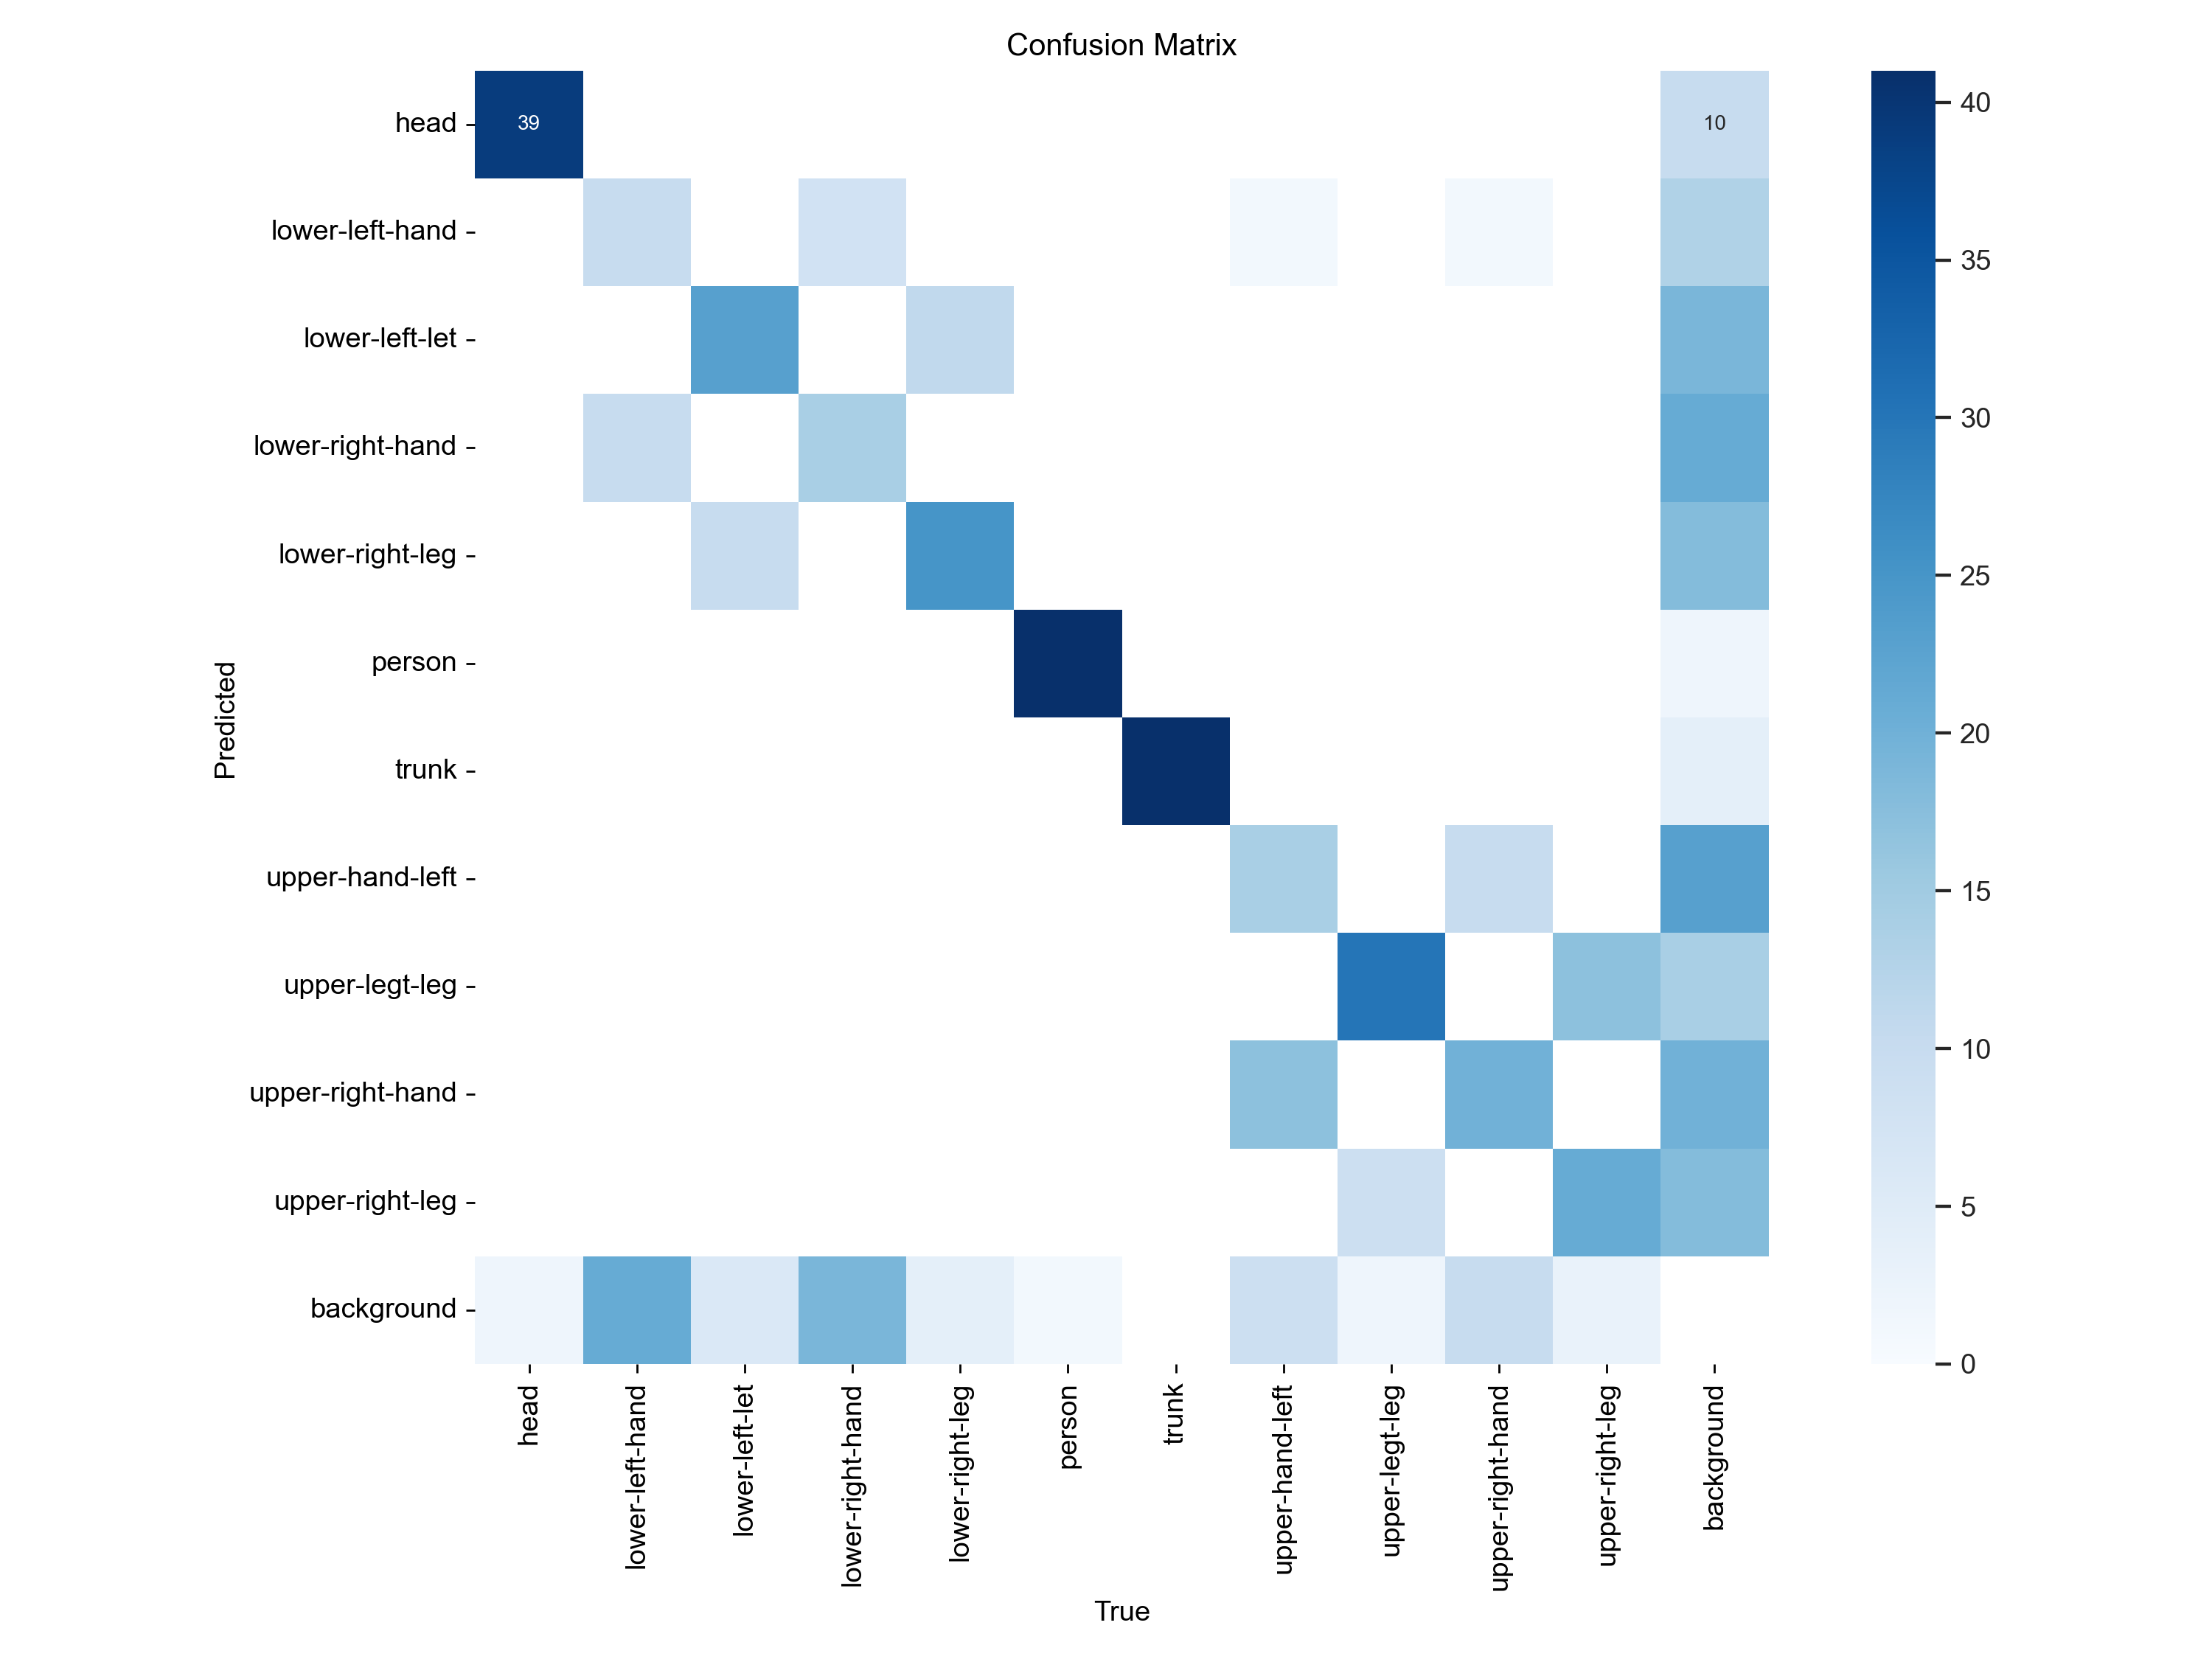 Confusion Matrix
head
39
10
lower-left-hand
lower-left-let
lower-right-hand
lower-right-leg
person
trunk
upper-hand-left
upper-legt-leg
upper-right-hand
upper-right-leg
background
Predicted
head
lower-left-hand
lower-left-let
lower-right-hand
lower-right-leg
person
trunk
upper-hand-left
upper-legt-leg
upper-right-hand
upper-right-leg
background
True
40
35
30
25
20
15
10
5
0